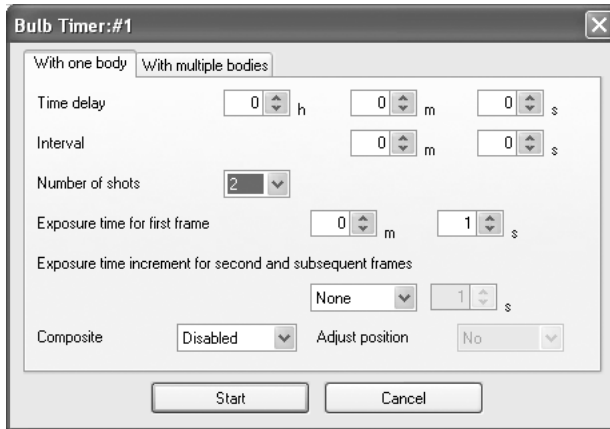 Bulb Timer:#1
With one body With multiple bodies
Time delay 0 h 0 m 0 s
Interval 0 m 0 s
Number of shots 2
Exposure time for first frame 0 m 1 s
Exposure time increment for second and subsequent frames
None 1 s
Composite Disabled Adjust position No
Start Cancel